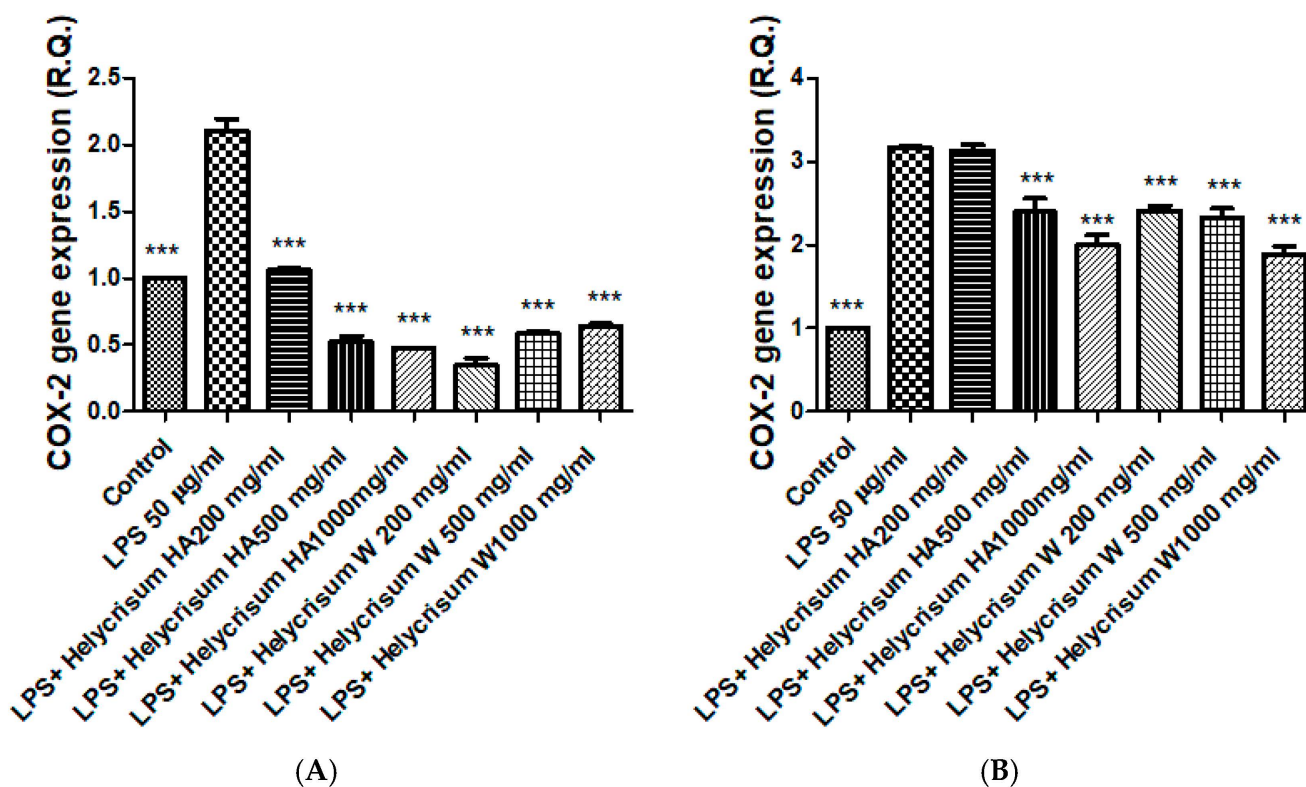 COX-2 gene expression (R.Q.)
2.5
2.0
1.5
1.0
0.5
0.0
***
***
***
***
***
***
***
Control
LPS 50 µg/ml
LPS+ Helycrisum HA200 mg/ml
LPS+ Helycrisum HA500 mg/ml
LPS+ Helycrisum HA1000mg/ml
LPS+ Helycrisum W 200 mg/ml
LPS+ Helycrisum W 500 mg/ml
LPS+ Helycrisum W1000 mg/ml
(A)
COX-2 gene expression (R.Q.)
4
3
2
1
0
***
***
***
***
***
***
Control
LPS 50 µg/ml
LPS+ Helycrisum HA200 mg/ml
LPS+ Helycrisum HA500 mg/ml
LPS+ Helycrisum HA1000mg/ml
LPS+ Helycrisum W 200 mg/ml
LPS+ Helycrisum W 500 mg/ml
LPS+ Helycrisum W1000 mg/ml
(B)